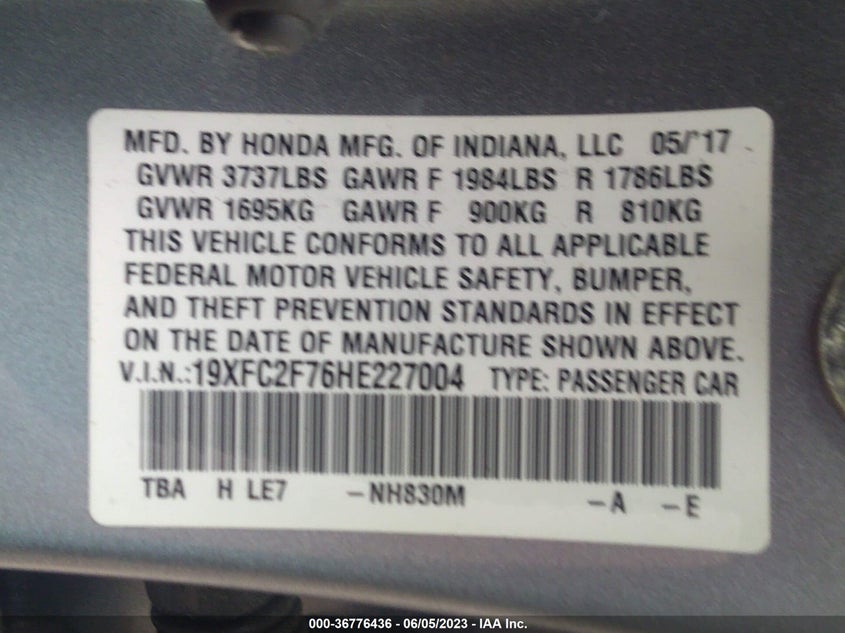 MFD. BY HONDA MFG. OF INDIANA, LLC 05/'17
GVWR 3737LBS GAWR F 1984LBS R 1786LBS
GVWR 1695KG GAWR F 900KG R 810KG
THIS VEHICLE CONFORMS TO ALL APPLICABLE
FEDERAL MOTOR VEHICLE SAFETY, BUMPER,
AND THEFT PREVENTION STANDARDS IN EFFECT
ON THE DATE OF MANUFACTURE SHOWN ABOVE.
V.I.N.:19XFC2F76HE227004 TYPE: PASSENGER CAR
TBA H LE7 –NH830M –A –E
000-36776436 - 06/05/2023 - IAA Inc.